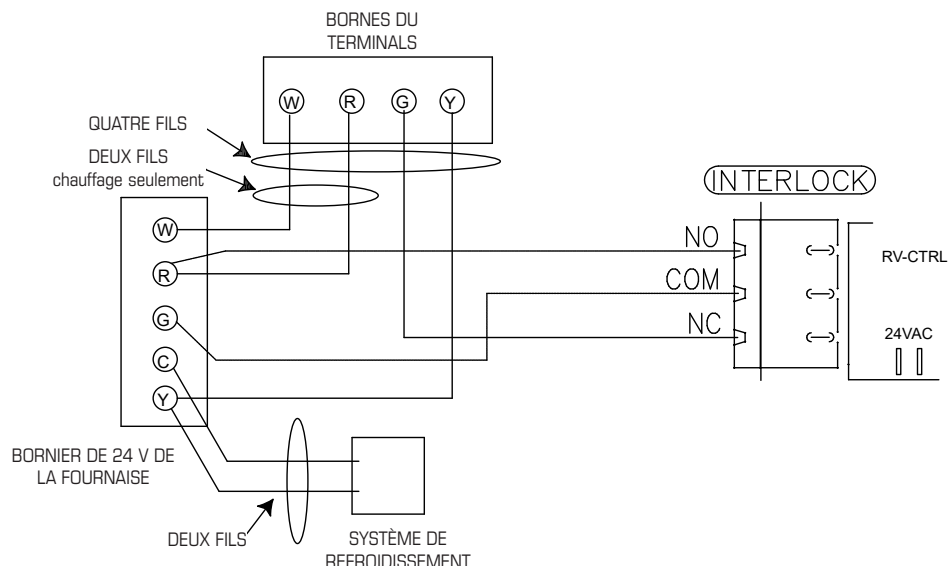 BORNES DU
TERMINALS
W R G Y
QUATRE FILS
DEUX FILS
chauffage seulement
W
R
G
C
Y
BORNIER DE 24 V DE
LA FOURNAISE
DEUX FILS
SYSTÈME DE
REFROIDISSEMENT
INTERLOCK
NO
COM
NC
RV-CTRL
24VAC